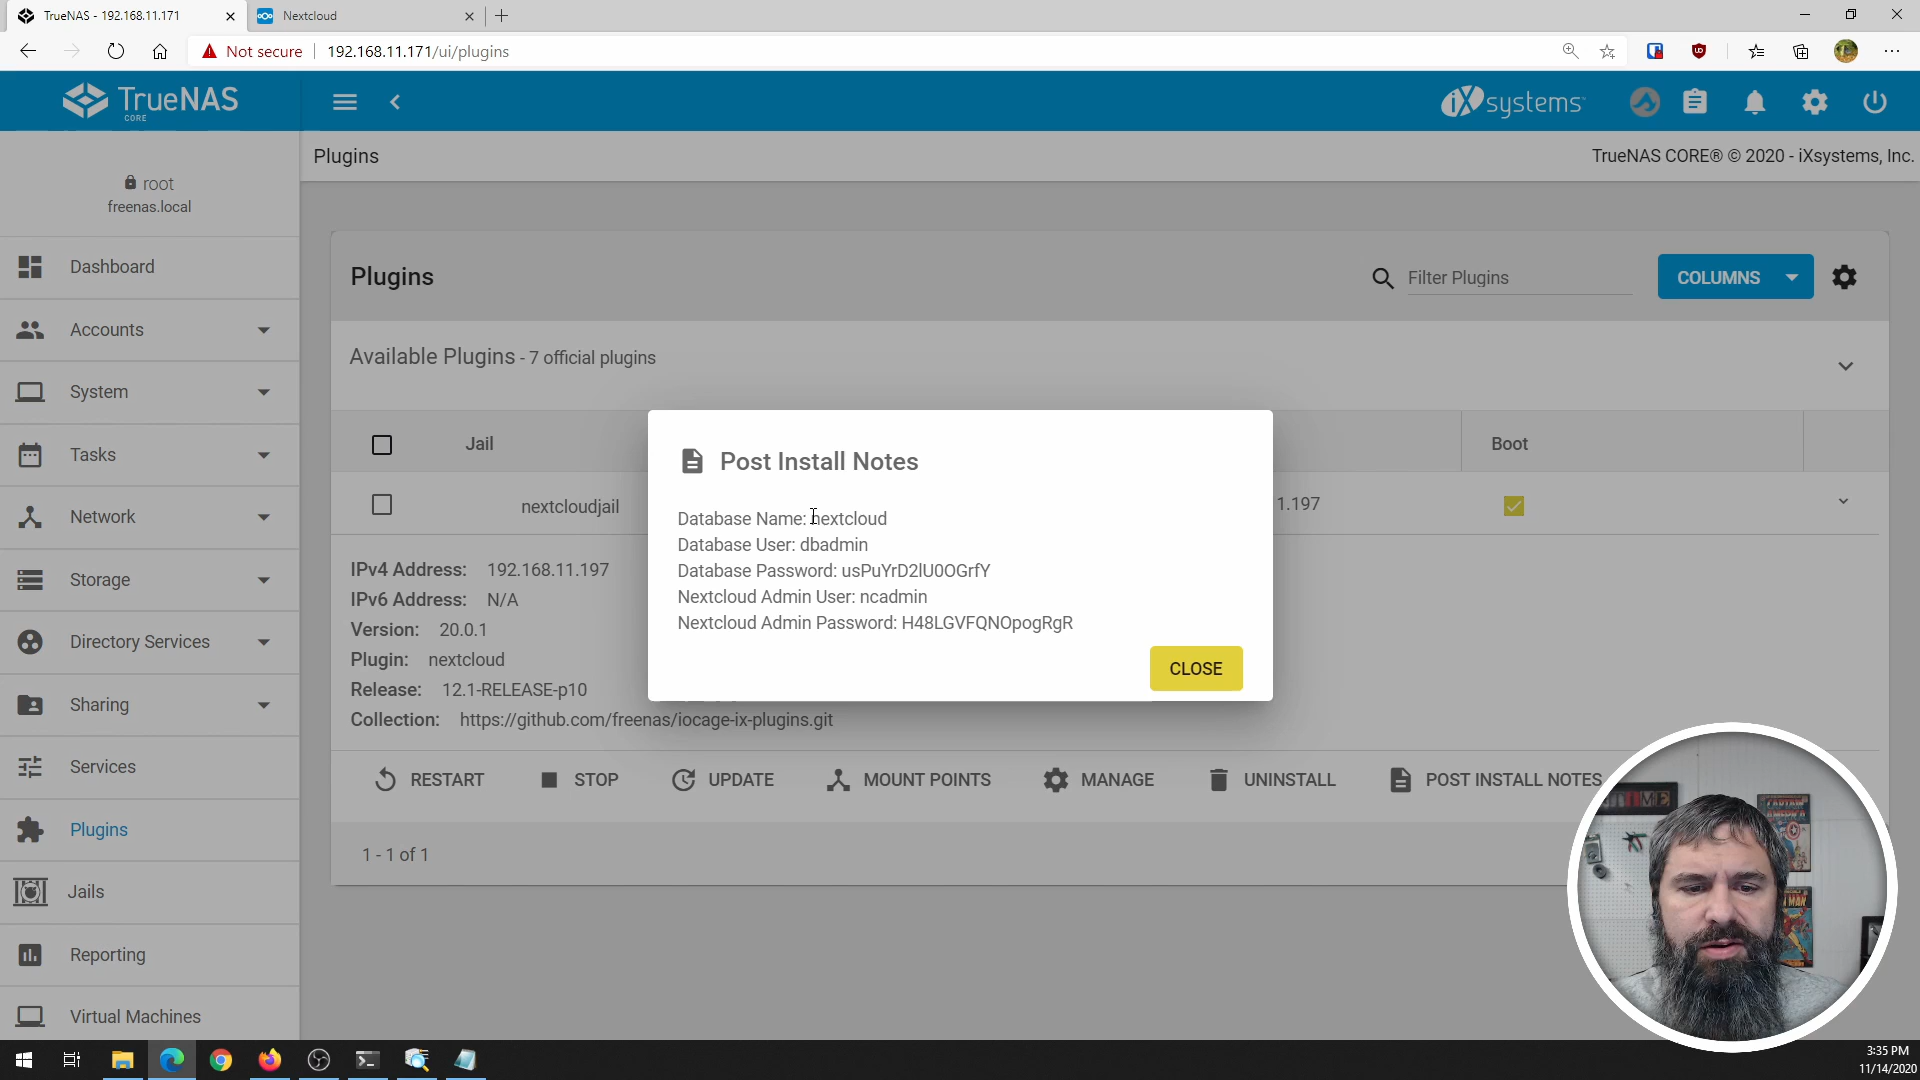 TrueNAS - 192.168.11.171
Nextcloud
Not secure
192.168.11.171/ui/plugins
TrueNAS
CORE
iXsystems
Plugins
TrueNAS CORE® © 2020 - iXsystems, Inc.
root
freenas.local
Dashboard
Accounts
System
Tasks
Network
Storage
Directory Services
Sharing
Services
Plugins
Jails
Reporting
Virtual Machines
Plugins
Filter Plugins
COLUMNS
Available Plugins - 7 official plugins
Jail
Boot
nextcloudjail
1.197
IPv4 Address: 192.168.11.197
IPv6 Address: N/A
Version: 20.0.1
Plugin: nextcloud
Release: 12.1-RELEASE-p10
Collection: https://github.com/freenas/iocage-ix-plugins.git
Post Install Notes
Database Name: nextcloud
Database User: dbadmin
Database Password: usPuYrD2lU0OGrfY
Nextcloud Admin User: ncadmin
Nextcloud Admin Password: H48LGVFQNOpogRgR
CLOSE
RESTART
STOP
UPDATE
MOUNT POINTS
MANAGE
UNINSTALL
POST INSTALL NOTES
1 - 1 of 1
3:35 PM
11/14/2020